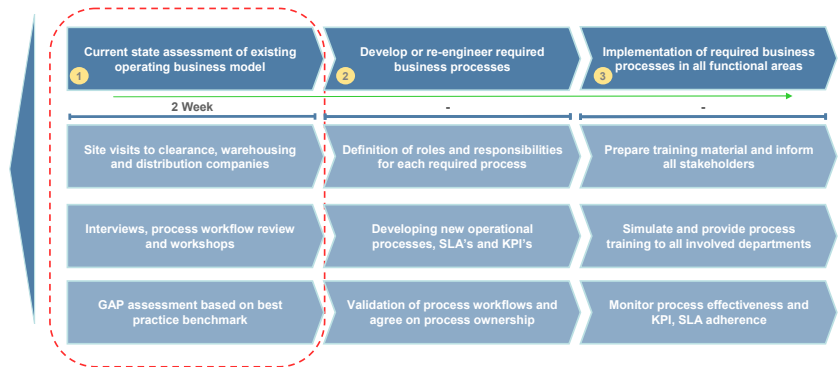 Current state assessment of existing
operating business model
1
Develop or re-engineer required
business processes
2
Implementation of required business
processes in all functional areas
3
2 Week
-
-
Site visits to clearance, warehousing
and distribution companies
Definition of roles and responsibilities
for each required process
Prepare training material and inform
all stakeholders
Interviews, process workflow review
and workshops
Developing new operational
processes, SLA's and KPI's
Simulate and provide process
training to all involved departments
GAP assessment based on best
practice benchmark
Validation of process workflows and
agree on process ownership
Monitor process effectiveness and
KPI, SLA adherence